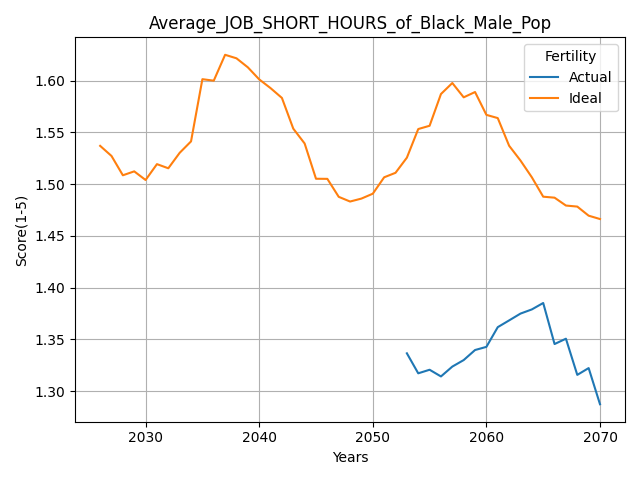 Average_JOB_SHORT_HOURS_of_Black_Male_Pop
Fertility
Actual
Ideal
Score(1-5)
1.60
1.55
1.50
1.45
1.40
1.35
1.30
2030 2040 2050 2060 2070
Years